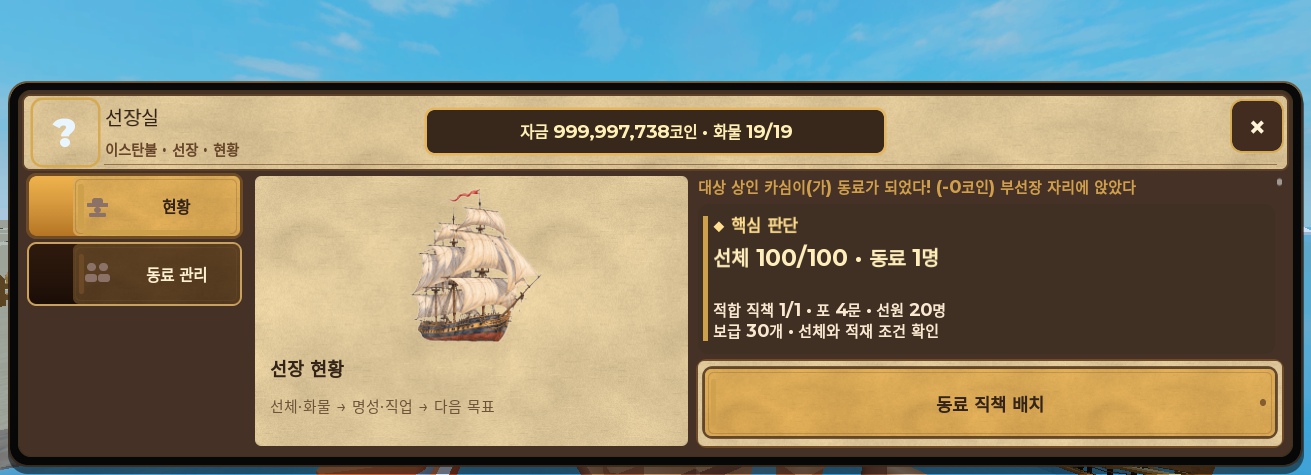 ?
선장실
이스탄불 • 선장 • 현황
자금 999,997,738코인 • 화물 19/19
×
현황
동료 관리
선장 현황
선체·화물 → 명성·직업 → 다음 목표
대상 상인 카심이(가) 동료가 되었다! (-0코인) 부선장 자리에 앉았다
◆ 핵심 판단
선체 100/100 • 동료 1명
적합 직책 1/1 • 포 4문 • 선원 20명
보급 30개 • 선체와 적재 조건 확인
동료 직책 배치